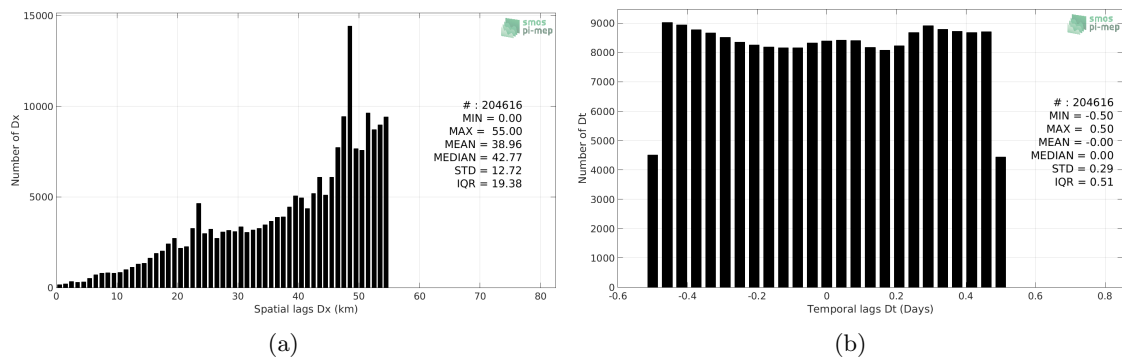 15000
10000
5000
0
0
10
20
30
40
50
60
70
80
Number of Dx
Spatial lags Dx (km)
smos
pi-mep
# : 204616
MIN = 0.00
MAX = 55.00
MEAN = 38.96
MEDIAN = 42.77
STD = 12.72
IQR = 19.38
(a)
9000
8000
7000
6000
5000
4000
3000
2000
1000
0
-0.6
-0.4
-0.2
0
0.2
0.4
0.6
0.8
Number of Dt
Temporal lags Dt (Days)
smos
pi-mep
# : 204616
MIN = -0.50
MAX = 0.50
MEAN = -0.00
MEDIAN = 0.00
STD = 0.29
IQR = 0.51
(b)